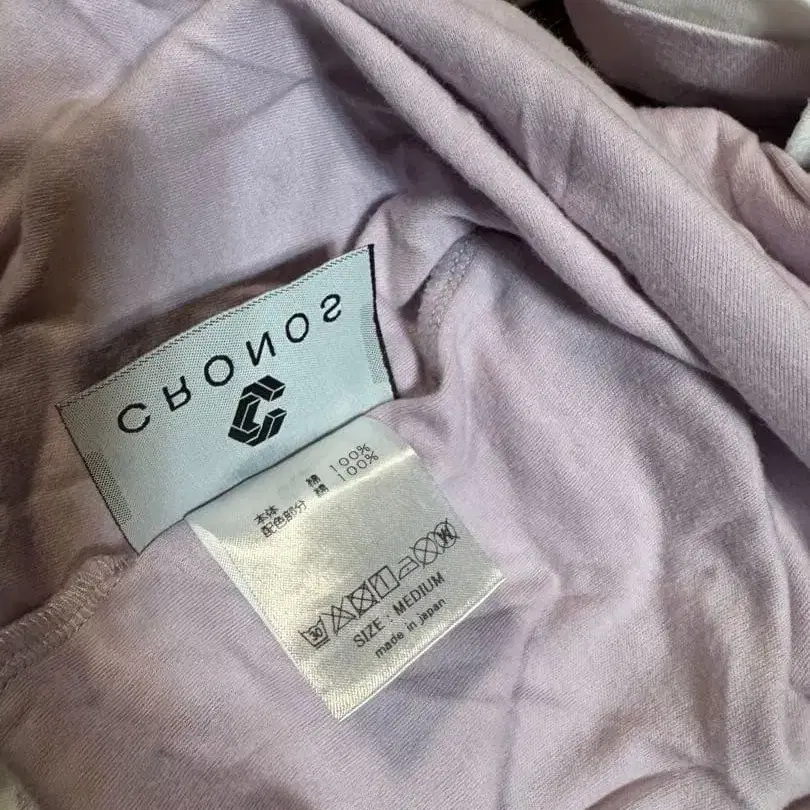 CRONOS
本体 綿 100%
配色部分 綿 100%
30
SIZE : MEDIUM
made in japan